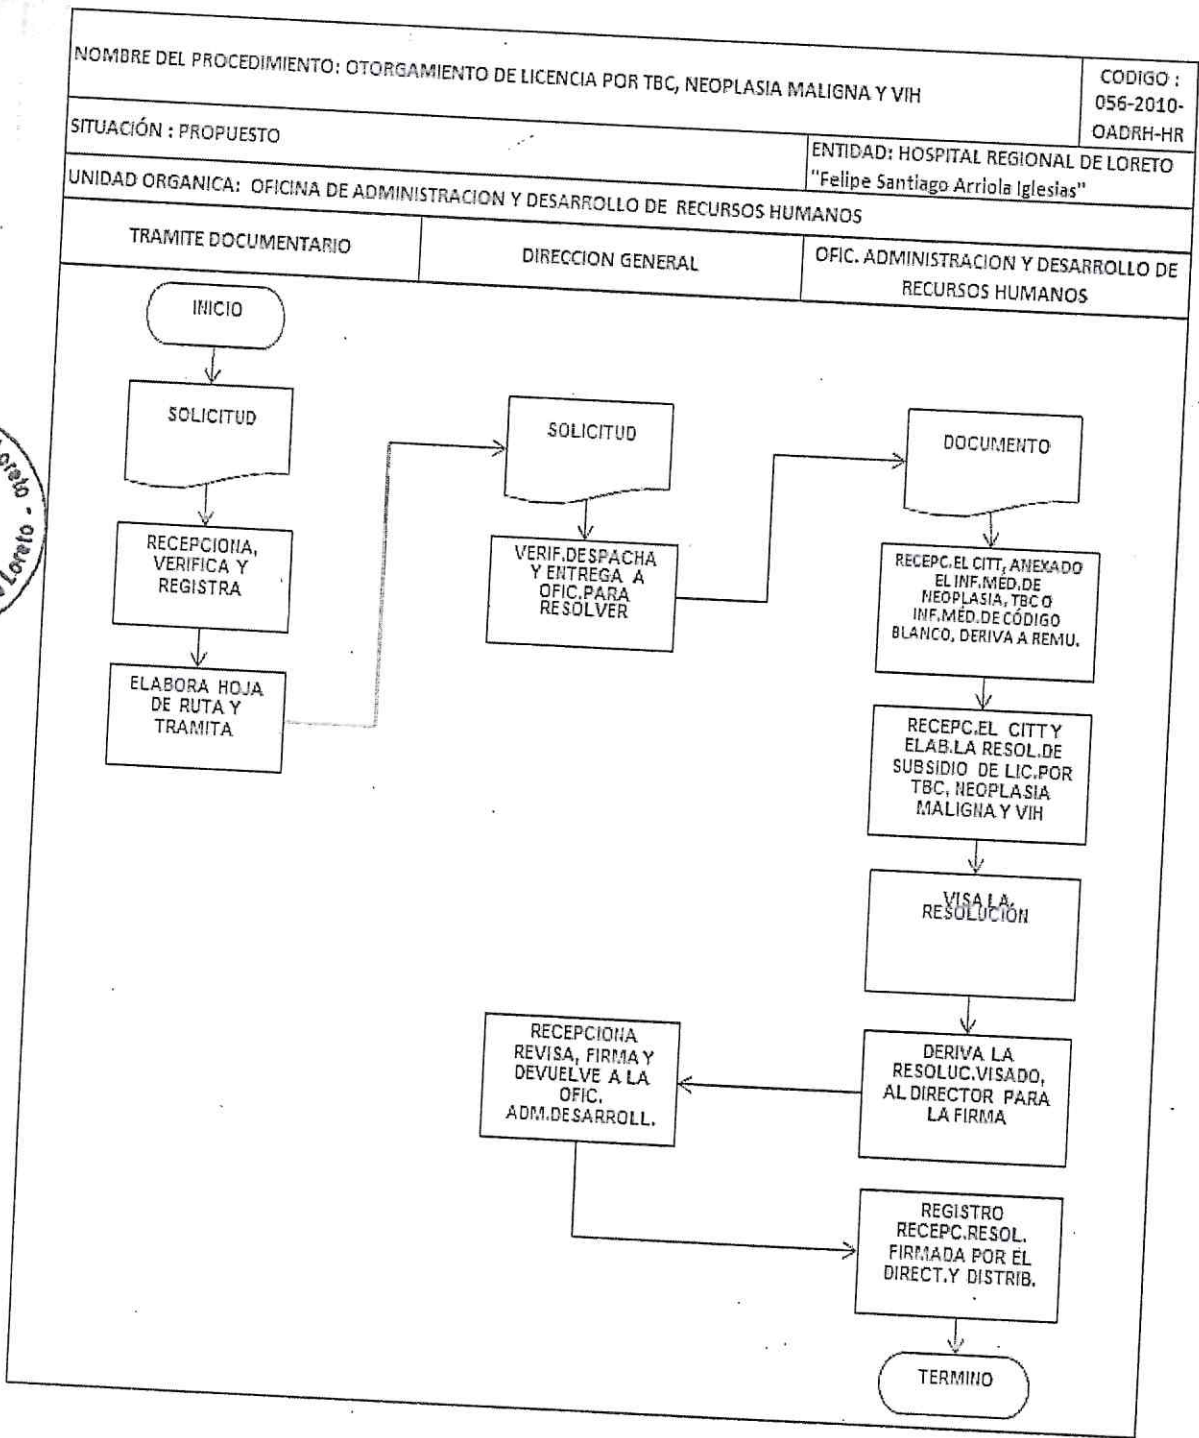 NOMBRE DEL PROCEDIMIENTO: OTORGAMIENTO DE LICENCIA POR TBC, NEOPLASIA MALIGNA Y VIH
CODIGO :
056-2010-
OADRH-HR
SITUACIÓN : PROPUESTO
ENTIDAD: HOSPITAL REGIONAL DE LORETO
"Felipe Santiago Arriola Iglesias"
UNIDAD ORGANICA: OFICINA DE ADMINISTRACION Y DESARROLLO DE RECURSOS HUMANOS
TRAMITE DOCUMENTARIO
DIRECCION GENERAL
OFIC. ADMINISTRACION Y DESARROLLO DE
RECURSOS HUMANOS
INICIO
SOLICITUD
RECEPCIONA,
VERIFICA Y
REGISTRA
ELABORA HOJA
DE RUTA Y
TRAMITA
SOLICITUD
VERIF.DESPACHA
Y ENTREGA A
OFIC.PARA
RESOLVER
DOCUMENTO
RECEPC.EL CITT, ANEXADO
EL INF.MED.DE
NEOPLASIA, TBC O
INF.MÉD.DE CÓDIGO
BLANCO, DERIVA A REMU.
RECEPC.EL CITT Y
ELAB.LA RESOL.DE
SUBSIDIO DE LIC.POR
TBC, NEOPLASIA
MALIGNA Y VIH
VISA LA.
RESOLUCIÓN
DERIVA LA
RESOLUC.VISADO,
AL DIRECTOR PARA
LA FIRMA
RECEPCIONA
REVISA, FIRMA Y
DEVUELVE A LA
OFIC.
ADM.DESARROLL.
REGISTRO
RECEPC.RESOL.
FIRMADA POR EL
DIRECT.Y DISTRIB.
TERMINO
Loreto -
Loreto